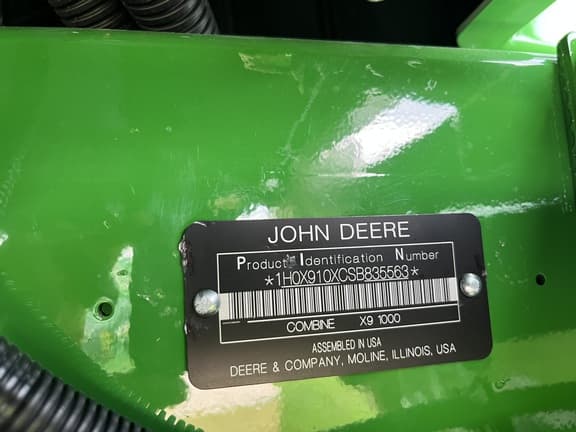 JOHN DEERE
Product Identification Number
*1H0X910XCSB835563*
COMBINE X9 1000
ASSEMBLED IN USA
DEERE & COMPANY, MOLINE, ILLINOIS, USA